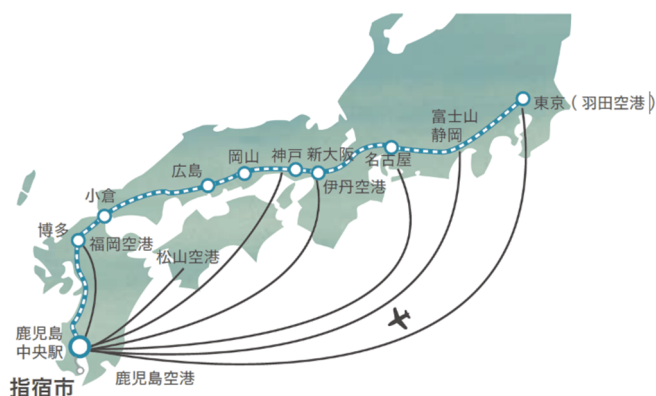 富士山
静岡
東京(羽田空港)
岡山
神戸
新大阪
名古屋
広島
伊丹空港
小倉
博多
福岡空港
松山空港
鹿児島
中央駅
鹿児島空港
指宿市